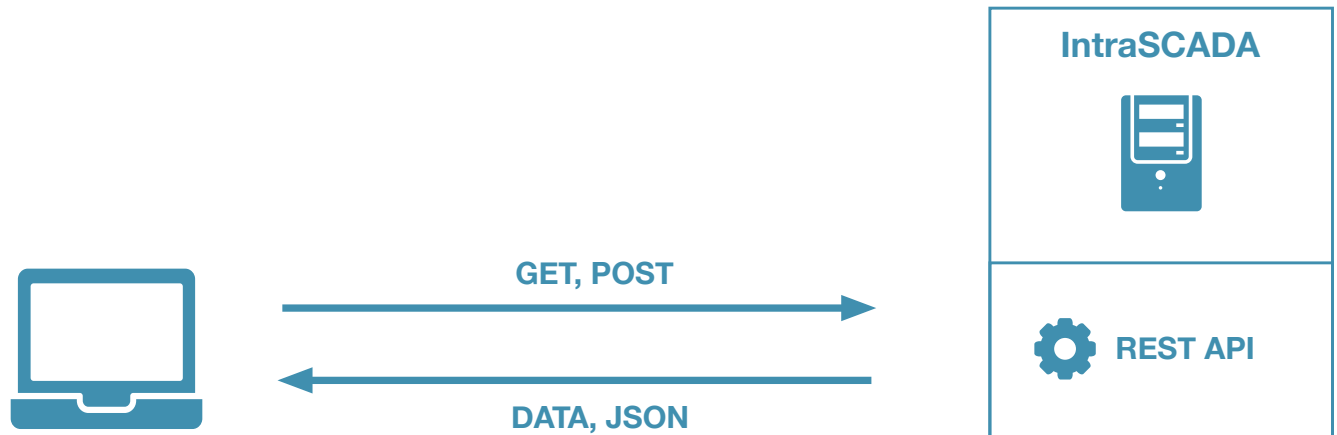 IntraSCADA
GET, POST
REST API
DATA, JSON